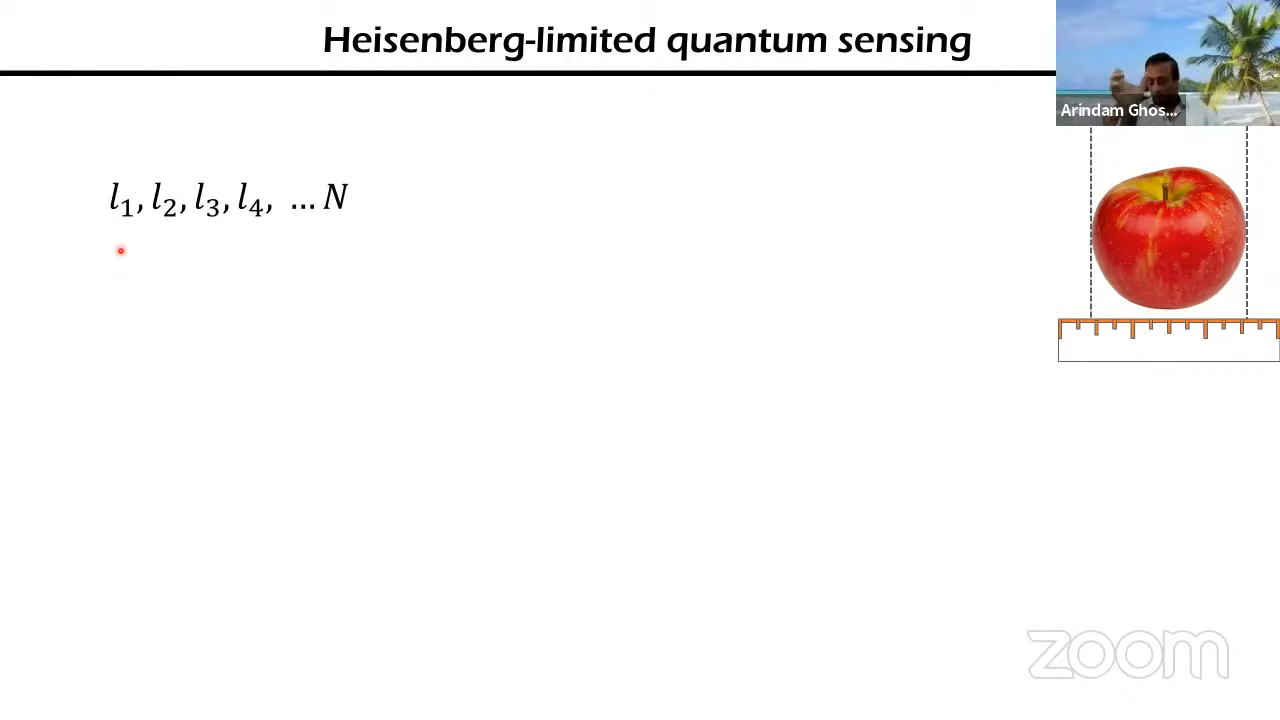 Heisenberg-limited quantum sensing
Arindam Ghos...
l₁, l₂, l₃, l₄, ... N
zoom